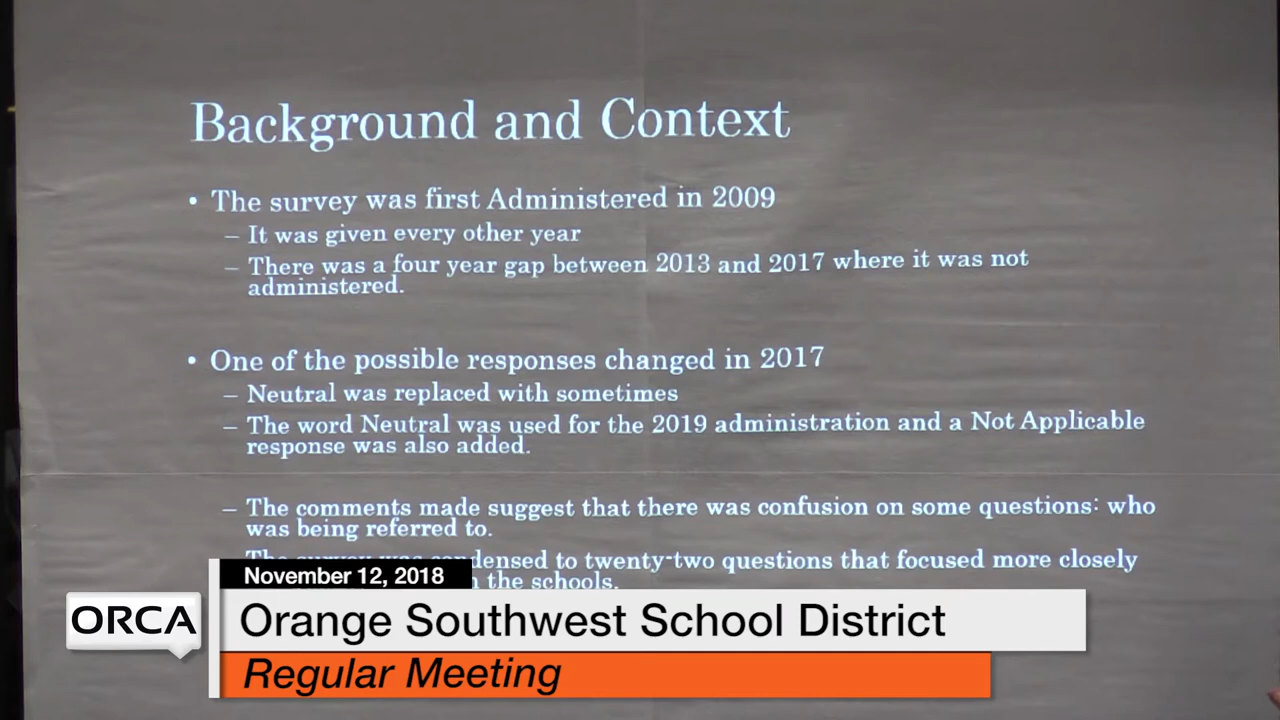 Background and Context
• The survey was first Administered in 2009
– It was given every other year
– There was a four year gap between 2013 and 2017 where it was not
administered.
• One of the possible responses changed in 2017
– Neutral was replaced with sometimes
– The word Neutral was used for the 2019 administration and a Not Applicable
response was also added.
– The comments made suggest that there was confusion on some questions: who
was being referred to.
The survey was condensed to twenty-two questions that focused more closely
the schools.
November 12, 2018
ORCA
Orange Southwest School District
Regular Meeting